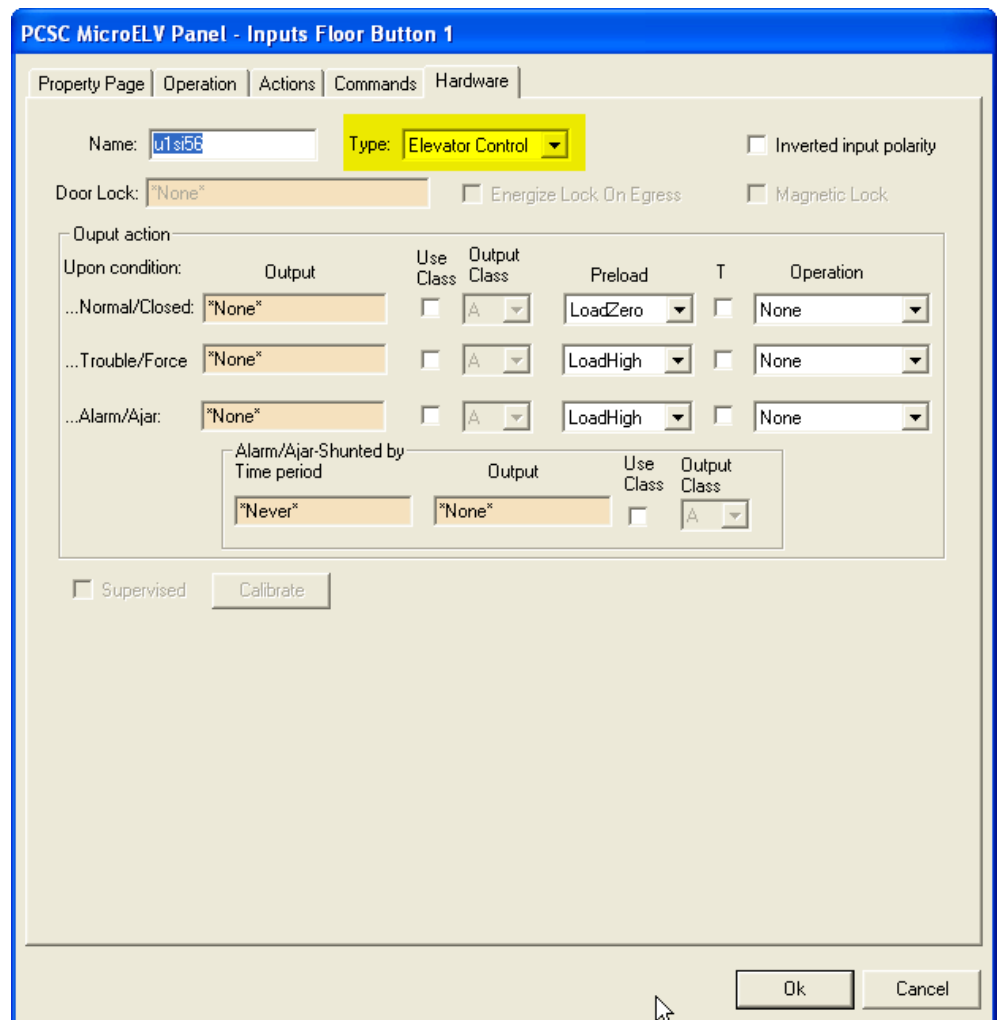 PCSC MicroELV Panel - Inputs Floor Button 1
Property Page Operation Actions Commands Hardware
Name: u1si56 Type: Elevator Control Inverted input polarity
Door Lock: *None* Energize Lock On Egress Magnetic Lock
Ouput action
Upon condition: Output Use Class Output Class Preload T Operation
...Normal/Closed: *None* A LoadZero None
...Trouble/Force *None* A LoadHigh None
...Alarm/Ajar: *None* A LoadHigh None
Alarm/Ajar-Shunted by
Time period Output Use Class Output Class
*Never* *None* A
Supervised Calibrate
Ok Cancel